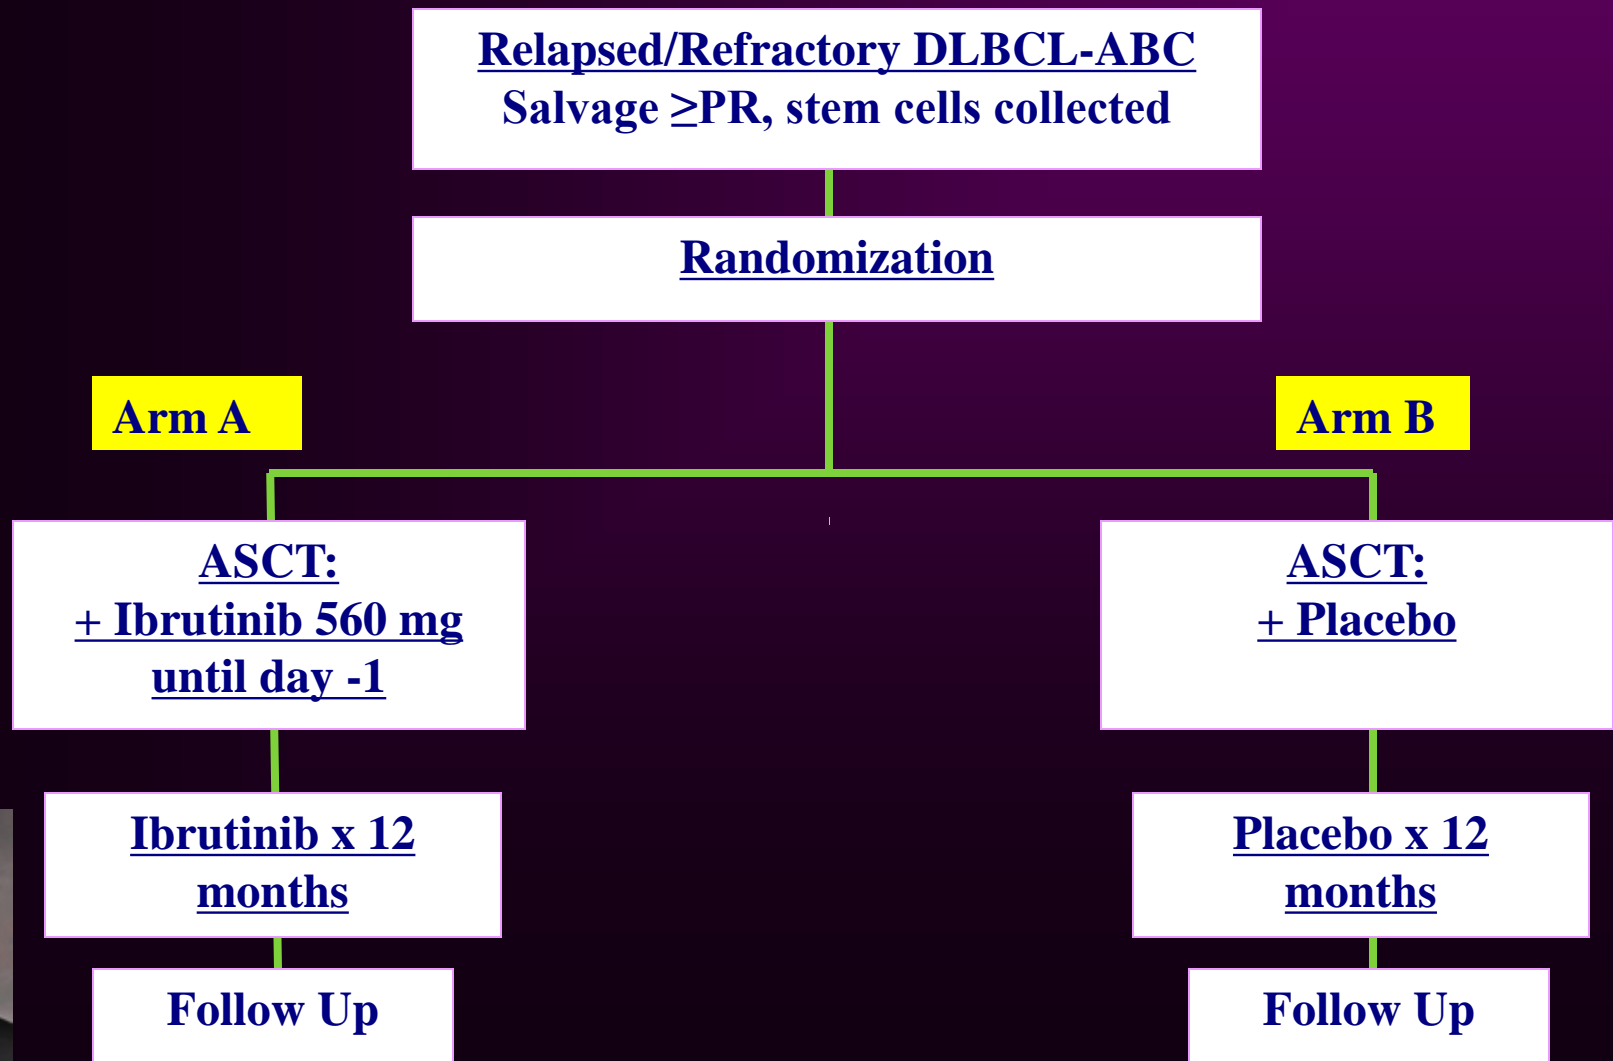 Relapsed/Refractory DLBCL-ABC
Salvage ≥PR, stem cells collected
Randomization
Arm A
Arm B
ASCT:
+ Ibrutinib 560 mg
until day -1
ASCT:
+ Placebo
Ibrutinib x 12
months
Placebo x 12
months
Follow Up
Follow Up